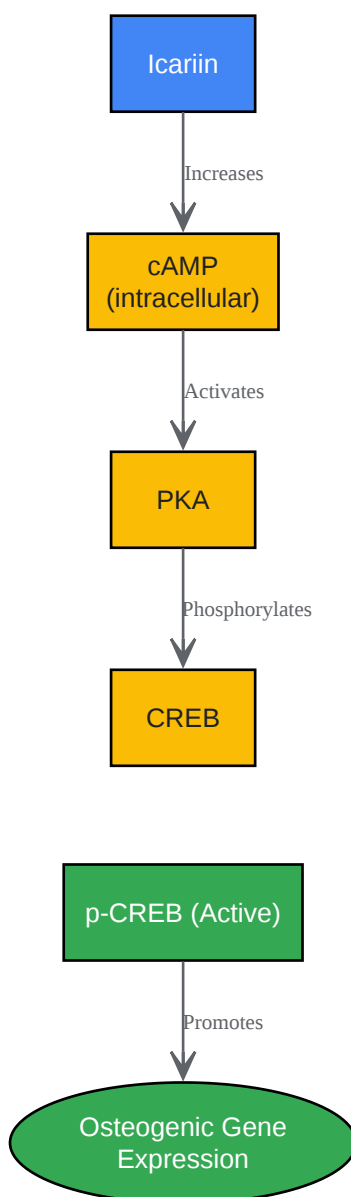 Icariin
Increases
cAMP
(intracellular)
Activates
PKA
Phosphorylates
CREB
p-CREB (Active)
Promotes
Osteogenic Gene
Expression